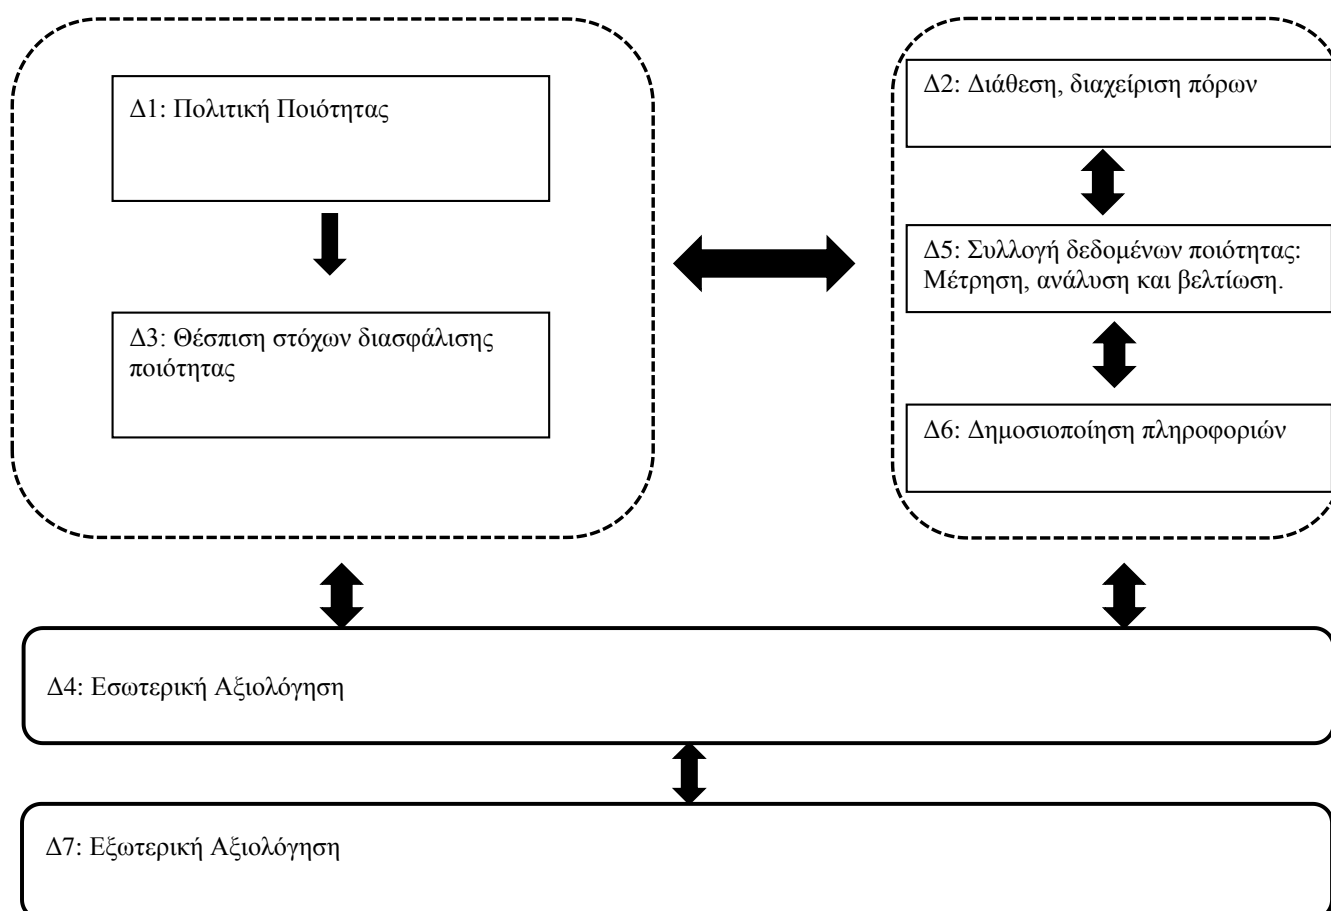 Δ1: Πολιτική Ποιότητας
Δ3: Θέσπιση στόχων διασφάλισης
ποιότητας
Δ2: Διάθεση, διαχείριση πόρων
Δ5: Συλλογή δεδομένων ποιότητας:
Μέτρηση, ανάλυση και βελτίωση.
Δ6: Δημοσιοποίηση πληροφοριών
Δ4: Εσωτερική Αξιολόγηση
Δ7: Εξωτερική Αξιολόγηση